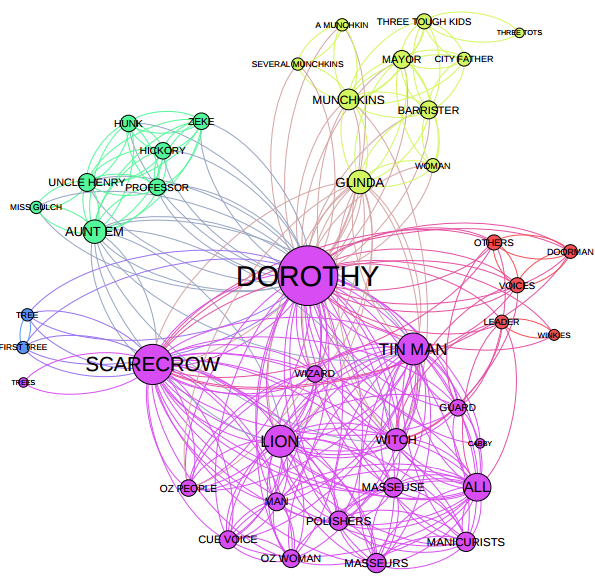 A MUNCHKIN
THREE TOUGH KIDS
THREE TOTS
SEVERAL MUNCHKINS
MAYOR
CITY FATHER
MUNCHKINS
BARRISTER
HUNK
ZEKE
HICKORY
WOMAN
UNCLE HENRY
PROFESSOR
GLINDA
MISS GULCH
AUNT EM
OTHERS
DOORMAN
DOROTHY
VOICES
TREE
LEADER
WINKIES
FIRST TREE
TIN MAN
SCARECROW
WIZARD
TREES
GUARD
LION
WITCH
CABBY
OZ PEOPLE
MASSEUSE
ALL
MAN
POLISHERS
CUE VOICE
MANICURISTS
OZ WOMAN
MASSEURS